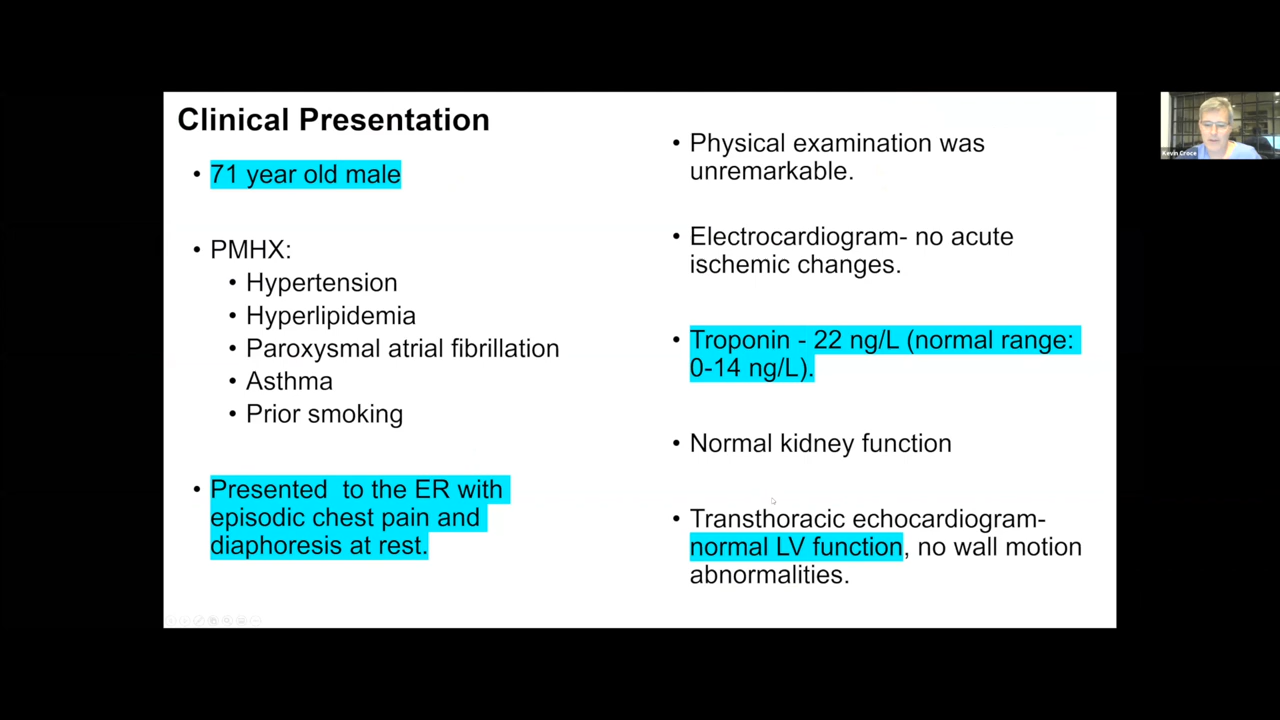 Clinical Presentation
• 71 year old male
• PMHX:
• Hypertension
• Hyperlipidemia
• Paroxysmal atrial fibrillation
• Asthma
• Prior smoking
• Presented to the ER with
episodic chest pain and
diaphoresis at rest.
• Physical examination was
unremarkable.
• Electrocardiogram- no acute
ischemic changes.
• Troponin - 22 ng/L (normal range:
0-14 ng/L).
• Normal kidney function
• Transthoracic echocardiogram-
normal LV function, no wall motion
abnormalities.
Kevin Croce